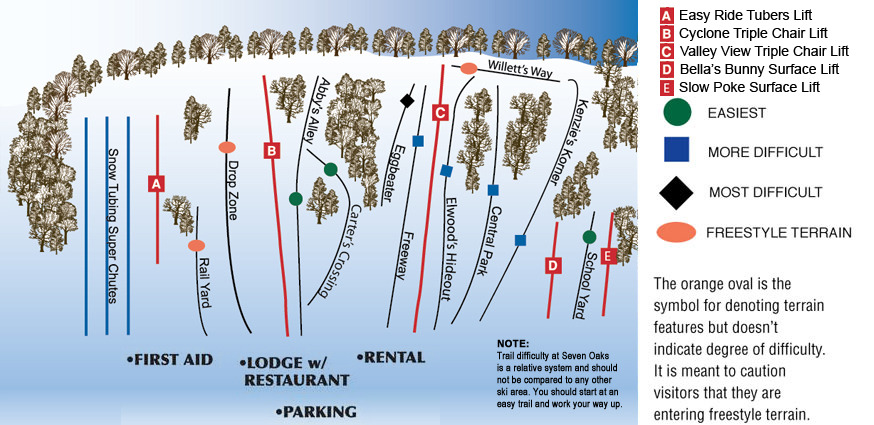 Willett's Way
Snow Tubing Super Chutes
A
Rail Yard
Drop Zone
B
Abby's Alley
Carter's Crossing
Eggbeater
Freeway
C
Elwood's Hideout
Central Park
Kenzie's Korner
D
School Yard
E
•FIRST AID
•LODGE w/
RESTAURANT
•RENTAL
•PARKING
NOTE:
Trail difficulty at Seven Oaks
is a relative system and should
not be compared to any other
ski area. You should start at an
easy trail and work your way up.
A Easy Ride Tubers Lift
B Cyclone Triple Chair Lift
C Valley View Triple Chair Lift
D Bella's Bunny Surface Lift
E Slow Poke Surface Lift
EASIEST
MORE DIFFICULT
MOST DIFFICULT
FREESTYLE TERRAIN
The orange oval is the
symbol for denoting terrain
features but doesn't
indicate degree of difficulty.
It is meant to caution
visitors that they are
entering freestyle terrain.